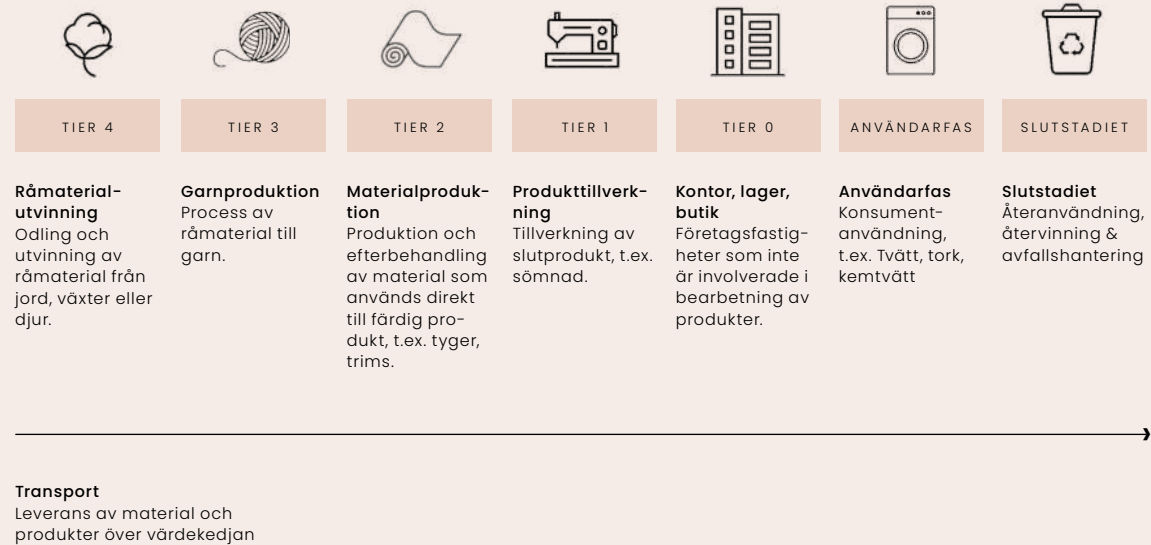 TIER 4
TIER 3
TIER 2
TIER 1
TIER 0
ANVÄNDARFAS
SLUTSTADIET
Råmaterial-
utvinning
Odling och
utvinning av
råmaterial från
jord, växter eller
djur.
Garnproduktion
Process av
råmaterial till
garn.
Materialproduk-
tion
Produktion och
efterbehandling
av material som
används direkt
till färdig pro-
dukt, t.ex. tyger,
trims.
Produkttillverk-
ning
Tillverkning av
slutprodukt, t.ex.
sömnad.
Kontor, lager,
butik
Företagsfastig-
heter som inte
är involverade i
bearbetning av
produkter.
Användarfas
Konsument-
användning,
t.ex. Tvätt, tork,
kemtvätt
Slutstadiet
Återanvändning,
återvinning &
avfallshantering
Transport
Leverans av material och
produkter över värdekedjan